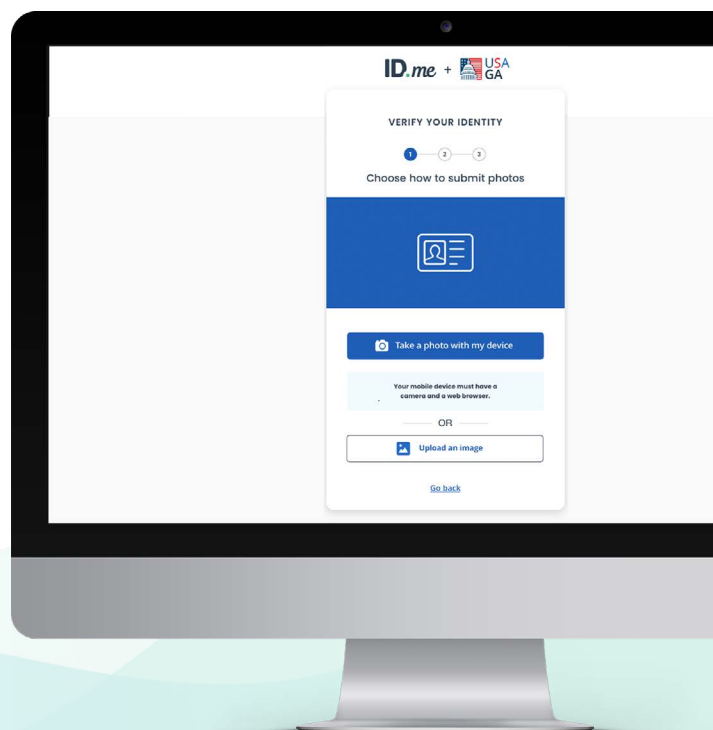 ID.me + USA
GA
VERIFY YOUR IDENTITY
1 2 3
Choose how to submit photos
Take a photo with my device
Your mobile device must have a
camera and a web browser.
OR
Upload an image
Go back